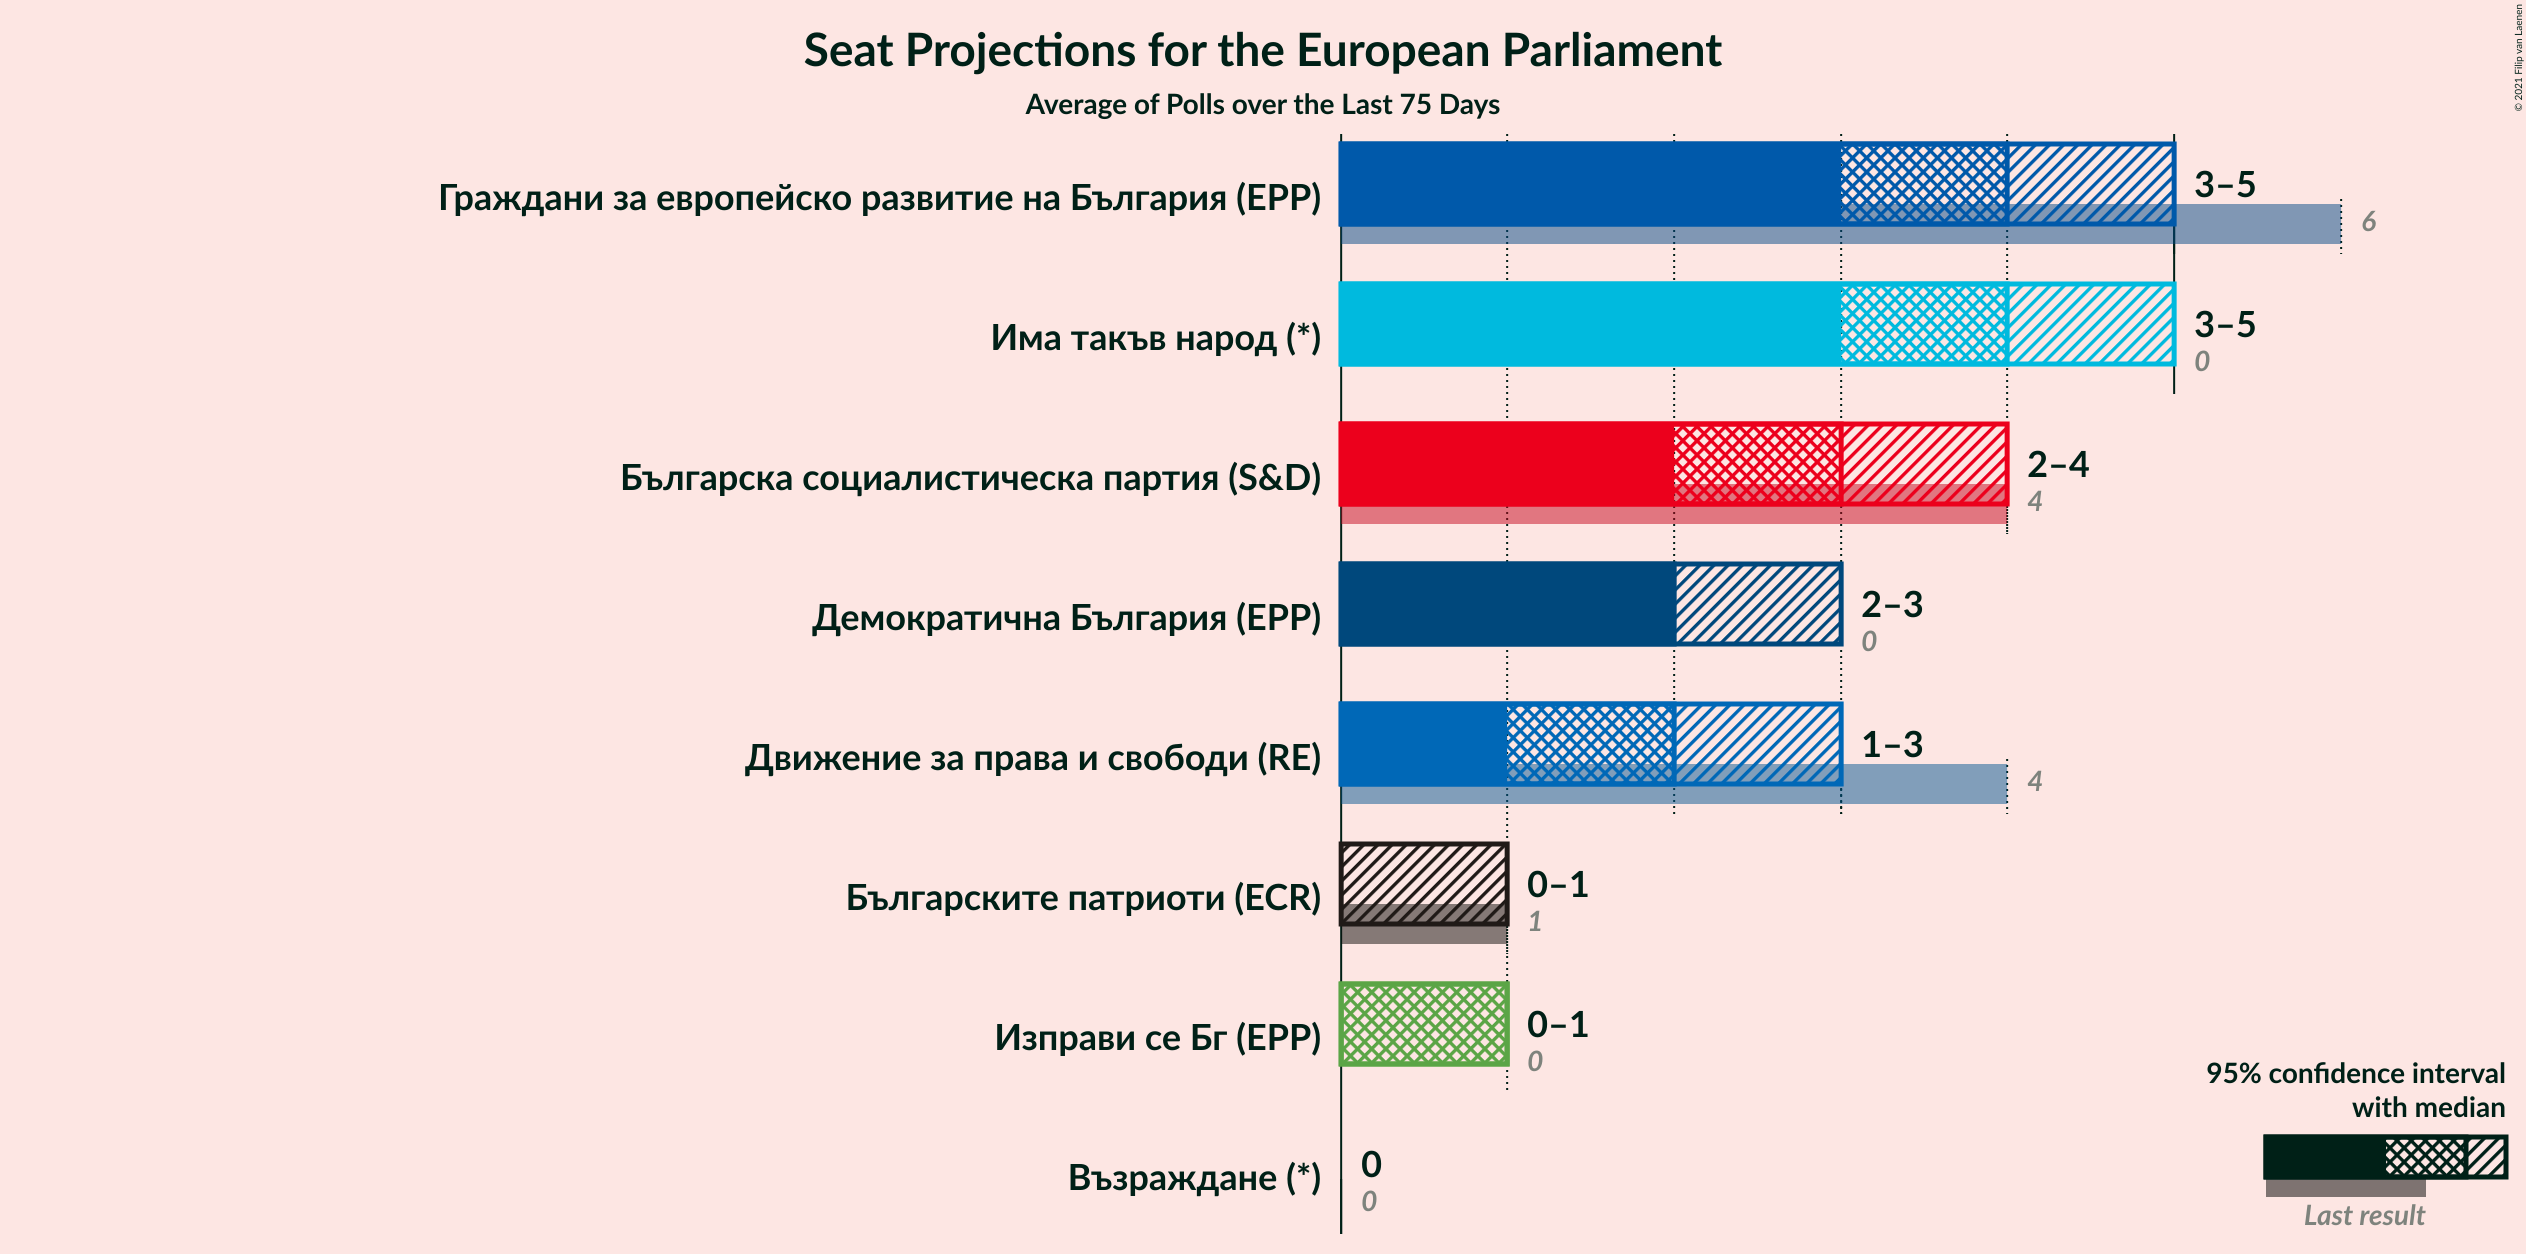 Seat Projections for the European Parliament
Average of Polls over the Last 75 Days
© 2021 Filip van Laenen
Граждани за европейско развитие на България (EPP)
3–5
6
Има такъв народ (*)
3–5
0
Българска социалистическа партия (S&D)
2–4
4
Демократична България (EPP)
2–3
0
Движение за права и свободи (RE)
1–3
4
Българските патриоти (ECR)
0–1
1
Изправи се Бг (EPP)
0–1
0
Възраждане (*)
0
0
95% confidence interval
with median
Last result